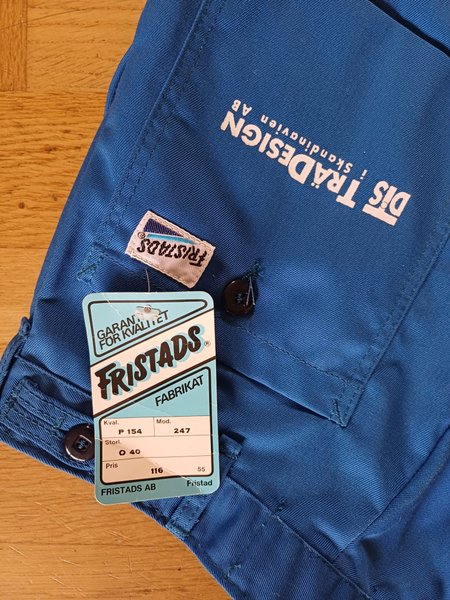 DIS TRÄDESIGN
i Skandinavien AB
FRISTADS
GARANTI
FÖR KVALITET
FRISTADS®
FABRIKAT
Kval. Mod.
P 154 247
Storl.
O 40
Pris
116 55
FRISTADS AB Fristad